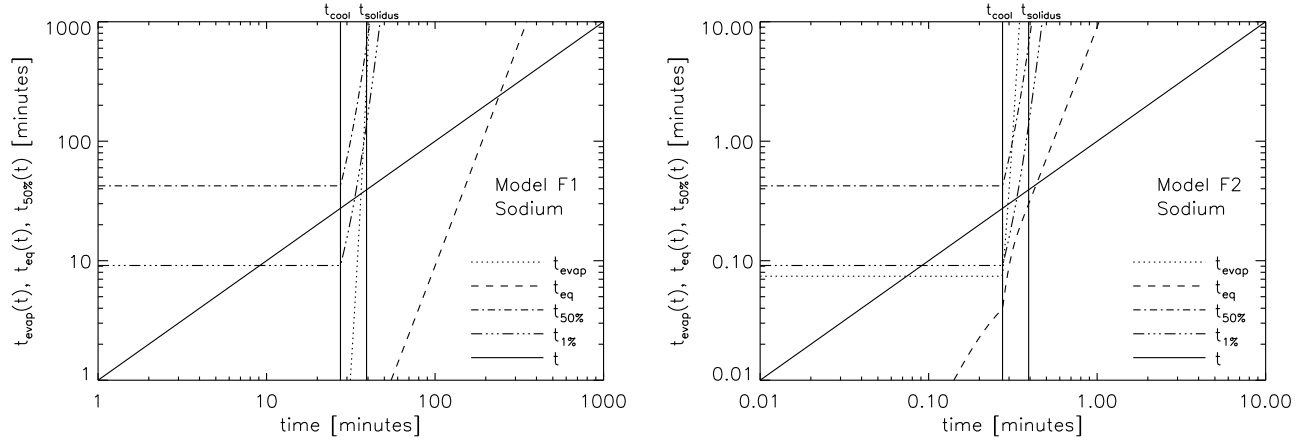 t_cool t_solidus
1000
100
10
1
t_evap(t), t_eq(t), t_50%(t) [minutes]
Model F1
Sodium
t_evap
t_eq
t_50%
t_1%
t
1 10 100 1000
time [minutes]
t_cool t_solidus
10.00
1.00
0.10
0.01
t_evap(t), t_eq(t), t_50%(t) [minutes]
Model F2
Sodium
t_evap
t_eq
t_50%
t_1%
t
0.01 0.10 1.00 10.00
time [minutes]